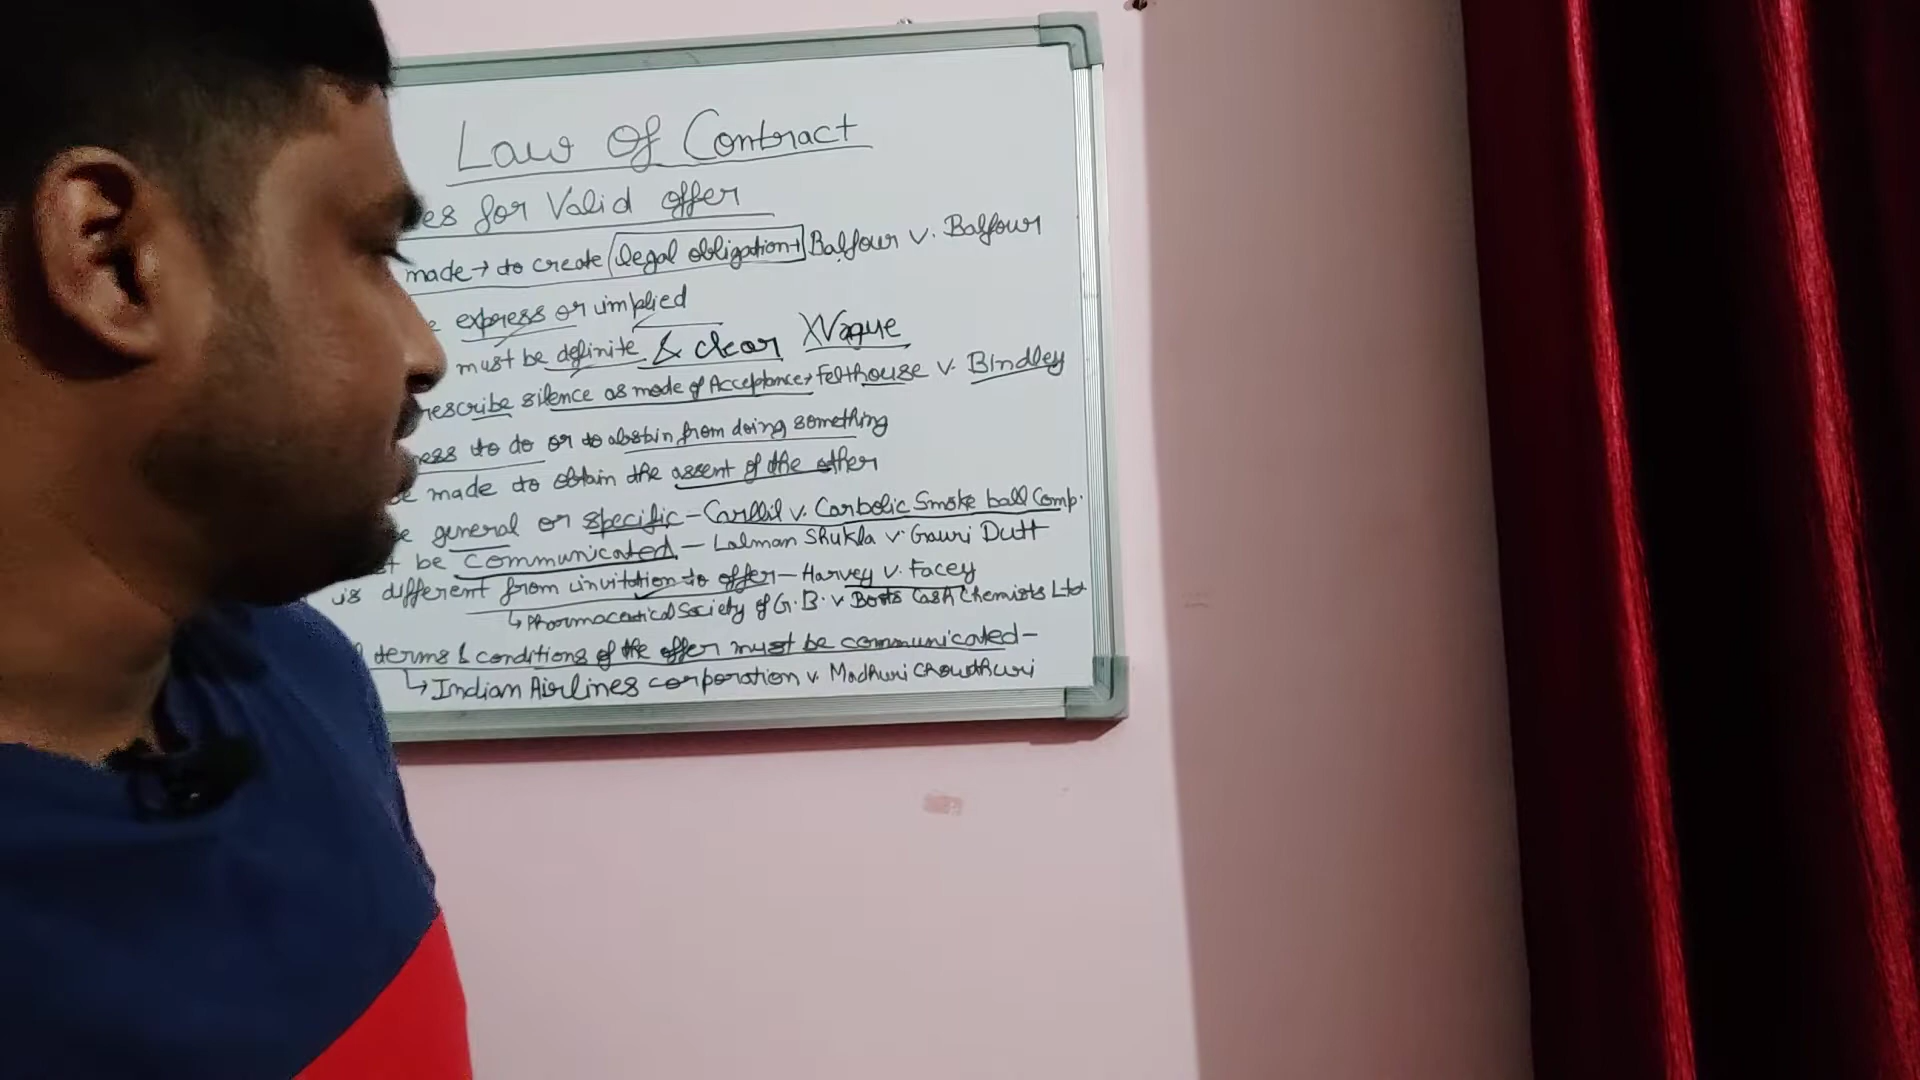 Law Of Contract
es for Valid offer
made → to create legal obligation → Balfour v. Balfour
e express or implied
must be definite & clear X Vague
rescribe silence as mode of Acceptance → Felthouse v. BIndley
ness to do or to abstain from doing something
be made to obtain the assent of the other
be general or specific - Carllil v. Carbolic Smoke ball Comp.
t be communicated - Lalman Shukla v. Gauri Dutt
is different from invitation to offer - Harvey v. Facey
↳ Pharmaceutical Society of G.B. v Boots Cash Chemists Ltd
terms & conditions of the offer must be communicated -
↳ Indian Airlines corporation v. Madhuri Choudhuri